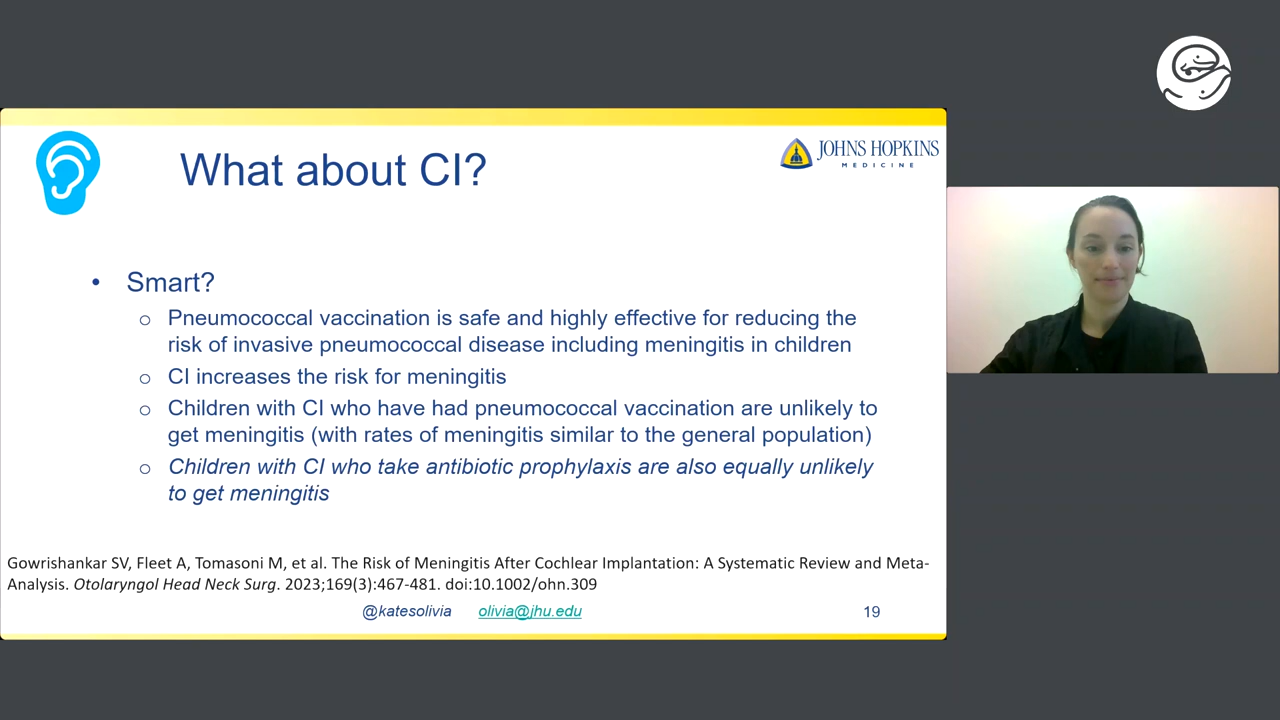 What about CI?
JOHNS HOPKINS
MEDICINE
• Smart?
o Pneumococcal vaccination is safe and highly effective for reducing the
risk of invasive pneumococcal disease including meningitis in children
o CI increases the risk for meningitis
o Children with CI who have had pneumococcal vaccination are unlikely to
get meningitis (with rates of meningitis similar to the general population)
o Children with CI who take antibiotic prophylaxis are also equally unlikely
to get meningitis
Gowrishankar SV, Fleet A, Tomasoni M, et al. The Risk of Meningitis After Cochlear Implantation: A Systematic Review and Meta-
Analysis. Otolaryngol Head Neck Surg. 2023;169(3):467-481. doi:10.1002/ohn.309
@katesolivia olivia@jhu.edu 19